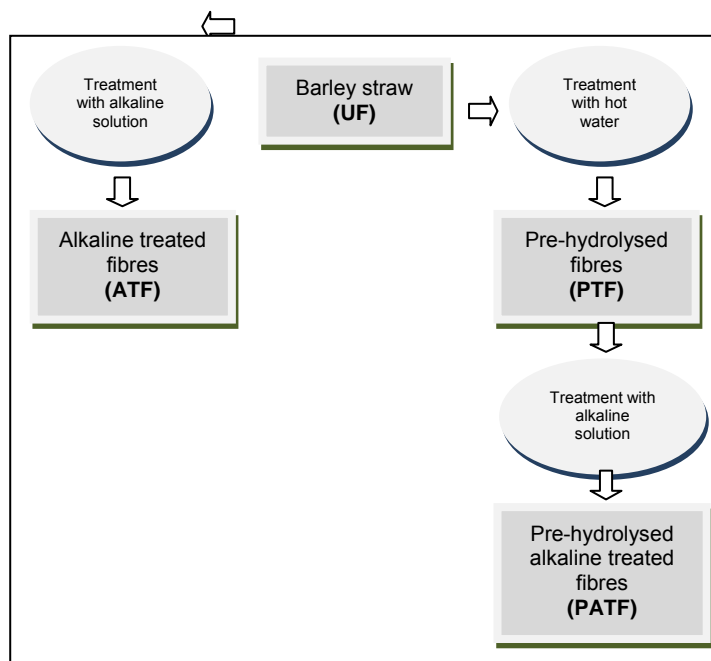 Treatment
with alkaline
solution
Barley straw
(UF)
Treatment
with hot
water
Alkaline treated
fibres
(ATF)
Pre-hydrolysed
fibres
(PTF)
Treatment with
alkaline
solution
Pre-hydrolysed
alkaline treated
fibres
(PATF)